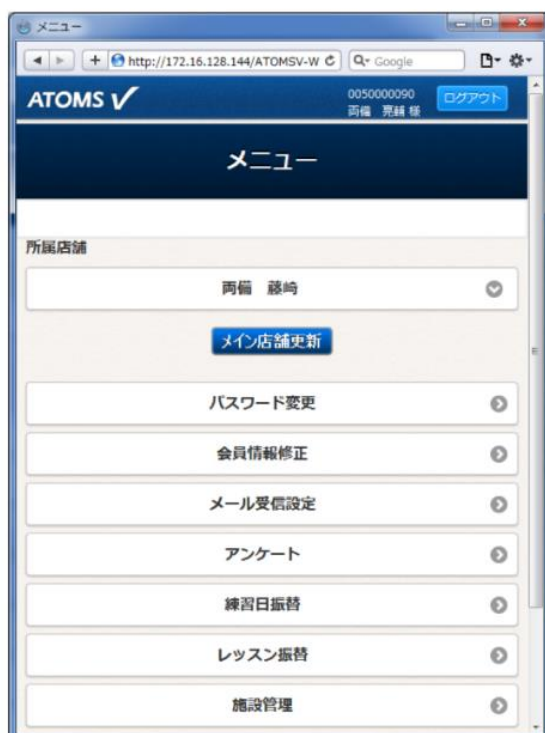 メニュー
http://172.16.128.144/ATOMSV-W
Google
ATOMS V
0050000090
両備 亮輔 様
ログアウト
メニュー
所属店舗
両備 藤崎
メイン店舗更新
パスワード変更
会員情報修正
メール受信設定
アンケート
練習日振替
レッスン振替
施設管理